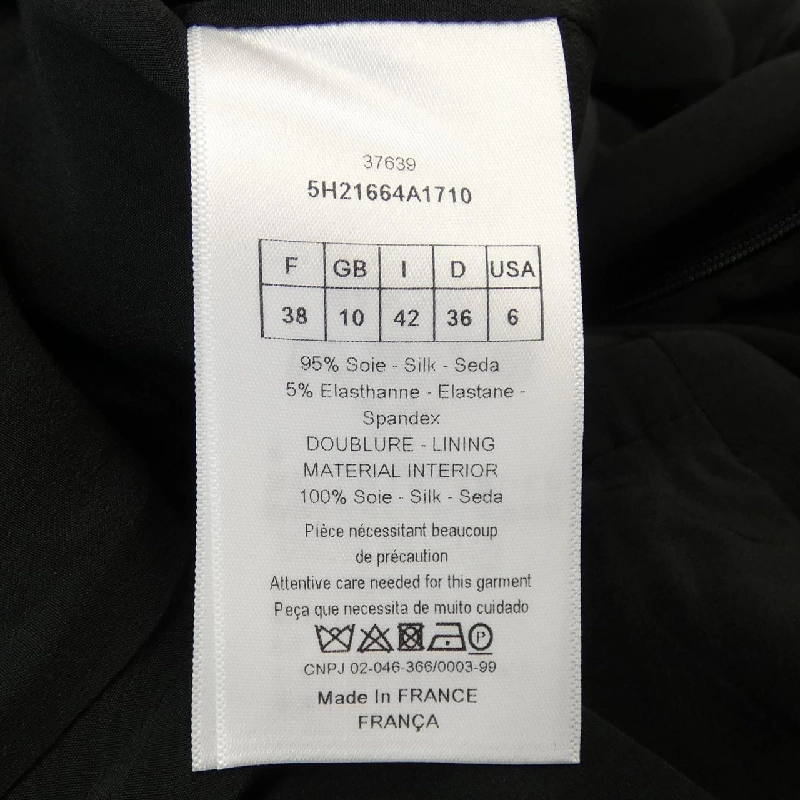 37639
5H21664A1710
F GB I D USA
38 10 42 36 6
95% Soie - Silk - Seda
5% Elasthanne - Elastane -
Spandex
DOUBLURE - LINING
MATERIAL INTERIOR
100% Soie - Silk - Seda
Pièce nécessitant beaucoup
de précaution
Attentive care needed for this garment
Peça que necessita de muito cuidado
P
CNPJ 02-046-366/0003-99
Made In FRANCE
FRANÇA